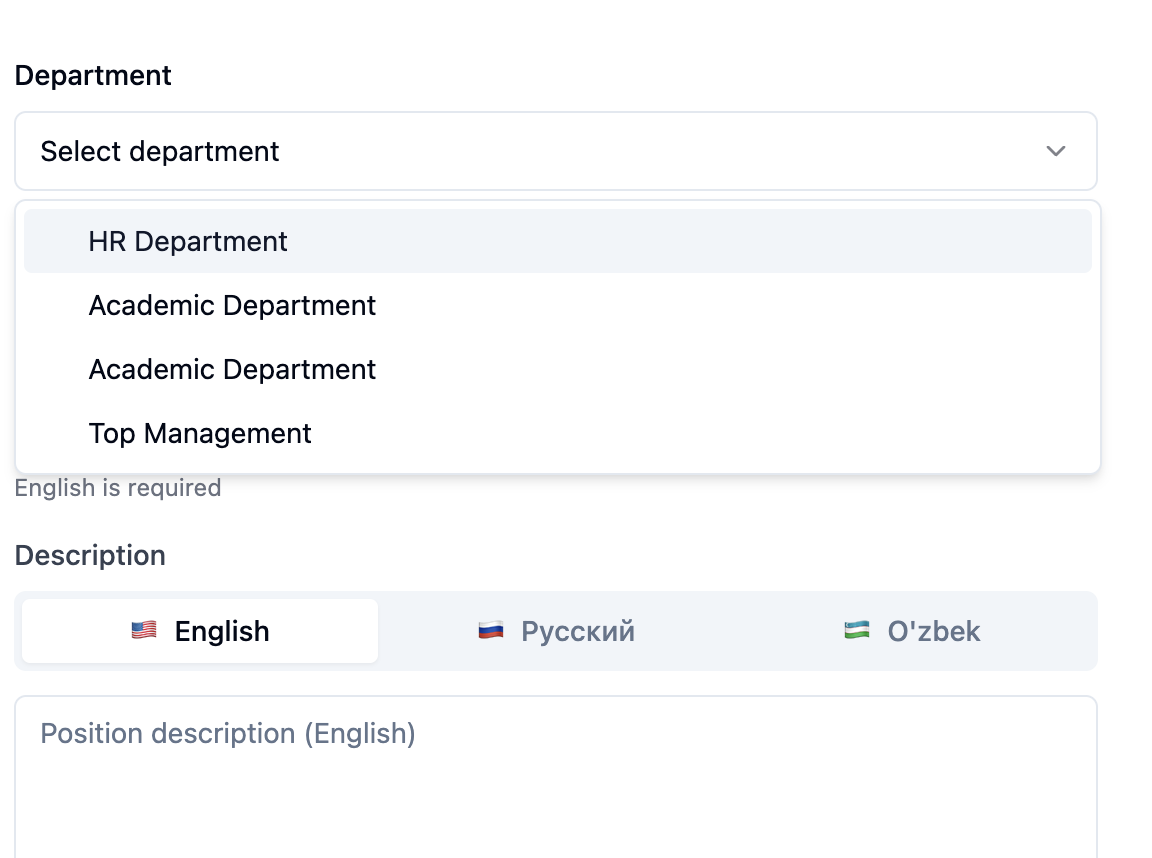 Department
Select department
HR Department
Academic Department
Academic Department
Top Management
English is required
Description
English
Русский
O'zbek
Position description (English)